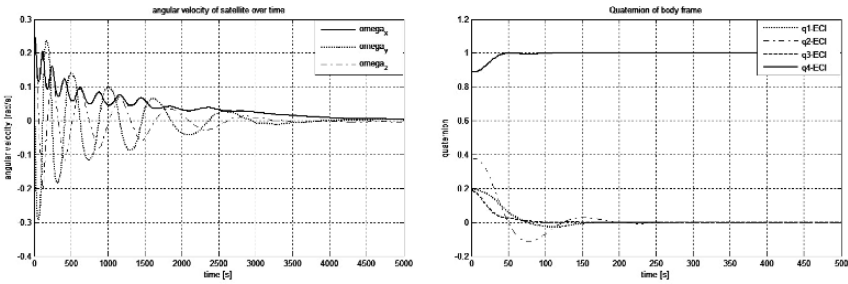 angular velocity of satellite over time
omega_x
omega_y
omega_z
angular velocity [rad/s]
0.3
0.2
0.1
0
-0.1
-0.2
-0.3
-0.4
0 500 1000 1500 2000 2500 3000 3500 4000 4500 5000
time [s]
Quaternion of body frame
q1-ECI
q2-ECI
q3-ECI
q4-ECI
quaternion
1.2
1
0.8
0.6
0.4
0.2
0
-0.2
0 50 100 150 200 250 300 350 400 450 500
time [s]